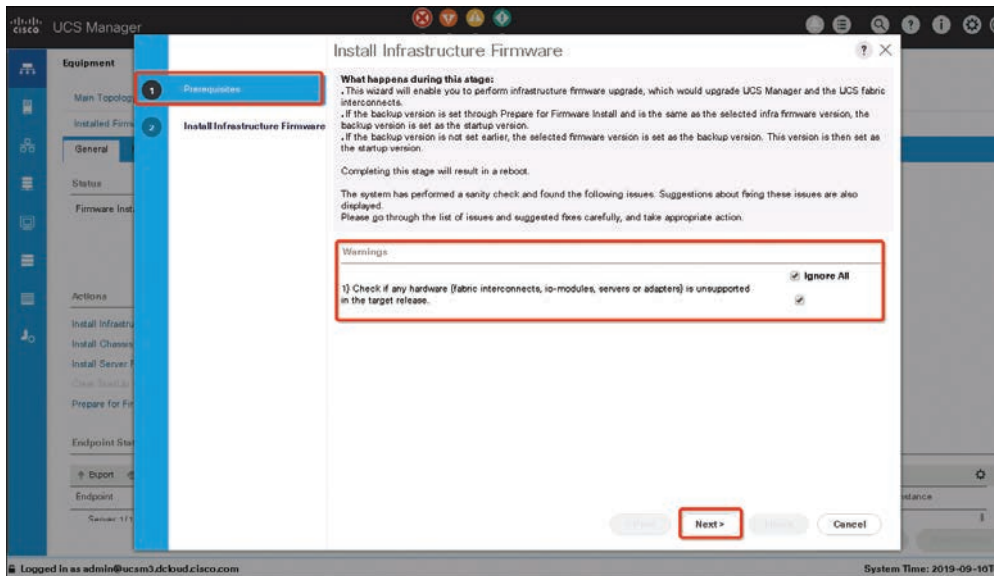 cisco UCS Manager
Equipment
Main Topolog
Installed Firm
General
Status
Firmware Inst
Actions
Install Infrastru
Install Chassis
Install Server F
Prepare for Fir
Endpoint Stat
Export
Endpoint
Server 1/1
1 Prerequisites
2 Install Infrastructure Firmware
Install Infrastructure Firmware
? ×
What happens during this stage:
. This wizard will enable you to perform infrastructure firmware upgrade, which would upgrade UCS Manager and the UCS fabric
interconnects.
. If the backup version is set through Prepare for Firmware Install and is the same as the selected infra firmware version, the
backup version is set as the startup version.
. If the backup version is not set earlier, the selected firmware version is set as the backup version. This version is then set as
the startup version.
Completing this stage will result in a reboot.
The system has performed a sanity check and found the following issues. Suggestions about fixing these issues are also
displayed.
Please go through the list of issues and suggested fixes carefully, and take appropriate action.
Warnings
Ignore All
1) Check if any hardware (fabric interconnects, io-modules, servers or adapters) is unsupported
in the target release.
Next >
Cancel
Logged in as admin@ucsm3.dcloud.cisco.com
System Time: 2019-09-16T